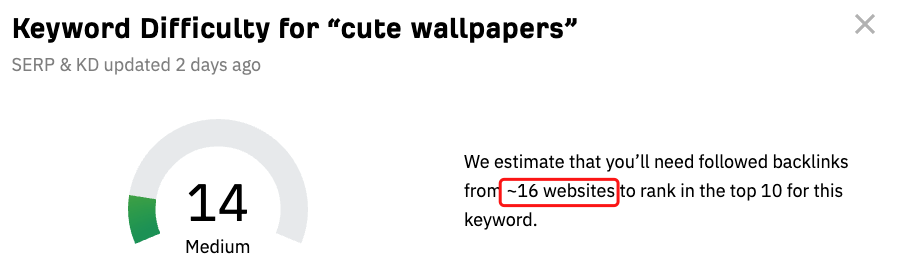 Keyword Difficulty for “cute wallpapers”
SERP & KD updated 2 days ago
14
Medium
We estimate that you’ll need followed backlinks
from ~16 websites to rank in the top 10 for this
keyword.